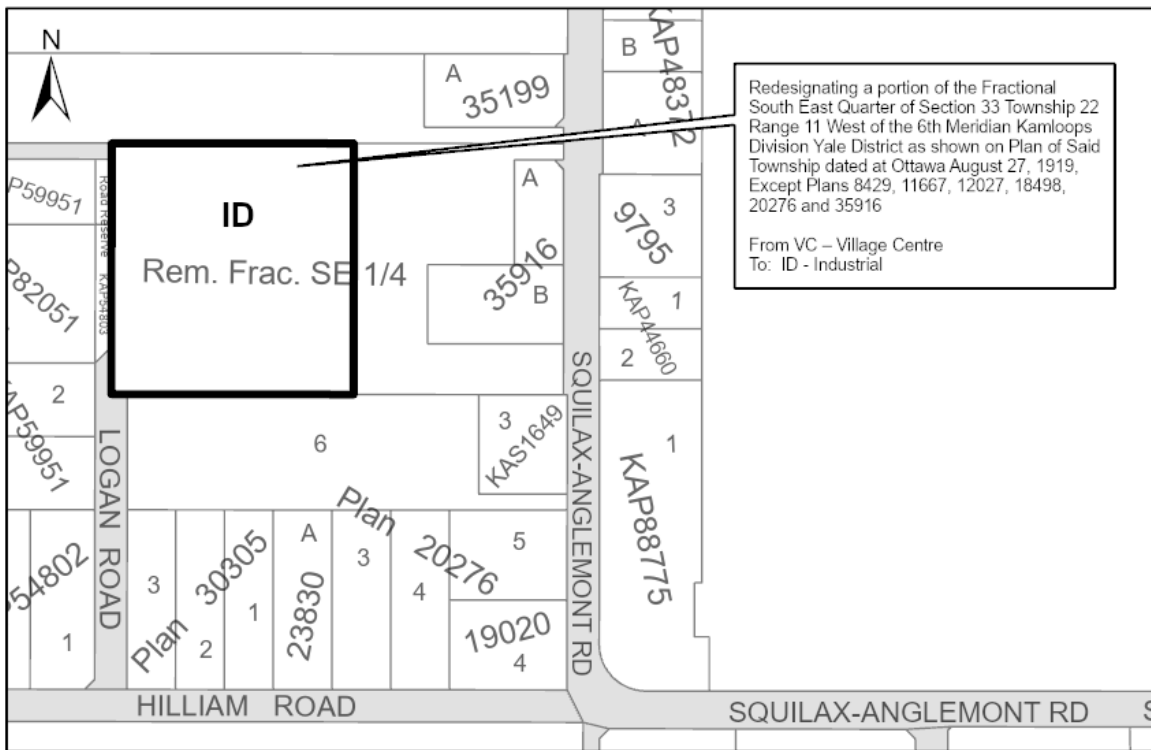 N
A
35199
B
KAP48372
A
Redesignating a portion of the Fractional
South East Quarter of Section 33 Township 22
Range 11 West of the 6th Meridian Kamloops
Division Yale District as shown on Plan of Said
Township dated at Ottawa August 27, 1919,
Except Plans 8429, 11667, 12027, 18498,
20276 and 35916
From VC – Village Centre
To: ID - Industrial
P59951
Road Reserve KAP54803
ID
Rem. Frac. SE 1/4
A
35916
B
3
9795
P82051
1
KAP44660
2
2
KAP59951
LOGAN ROAD
6
3
KAS1649
SQUILAX-ANGLEMONT RD
1
KAP88775
Plan 20276
5
54802
1
3
Plan 30305
2
1
A
23830
3
4
19020
4
HILLIAM ROAD
SQUILAX-ANGLEMONT RD
S